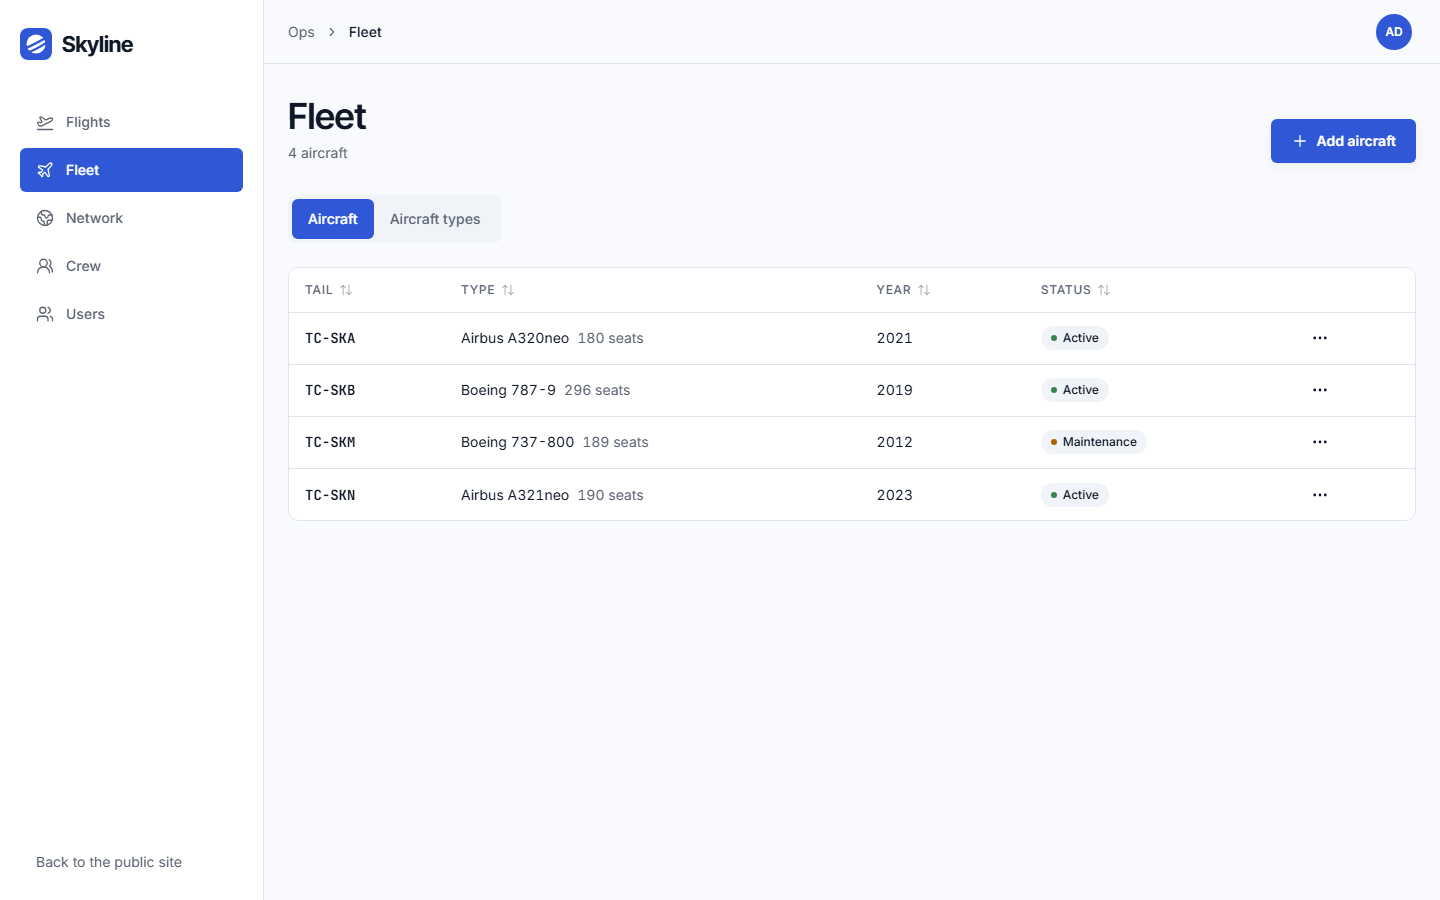 Skyline
Flights
Fleet
Network
Crew
Users
Back to the public site
Ops > Fleet
AD
Fleet
4 aircraft
Add aircraft
Aircraft
Aircraft types
TAIL TYPE YEAR STATUS
TC-SKA Airbus A320neo 180 seats 2021 Active
TC-SKB Boeing 787-9 296 seats 2019 Active
TC-SKM Boeing 737-800 189 seats 2012 Maintenance
TC-SKN Airbus A321neo 190 seats 2023 Active